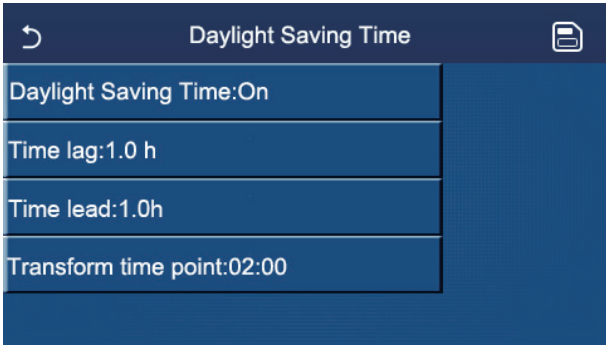 Daylight Saving Time
Daylight Saving Time:On
Time lag:1.0 h
Time lead:1.0h
Transform time point:02:00